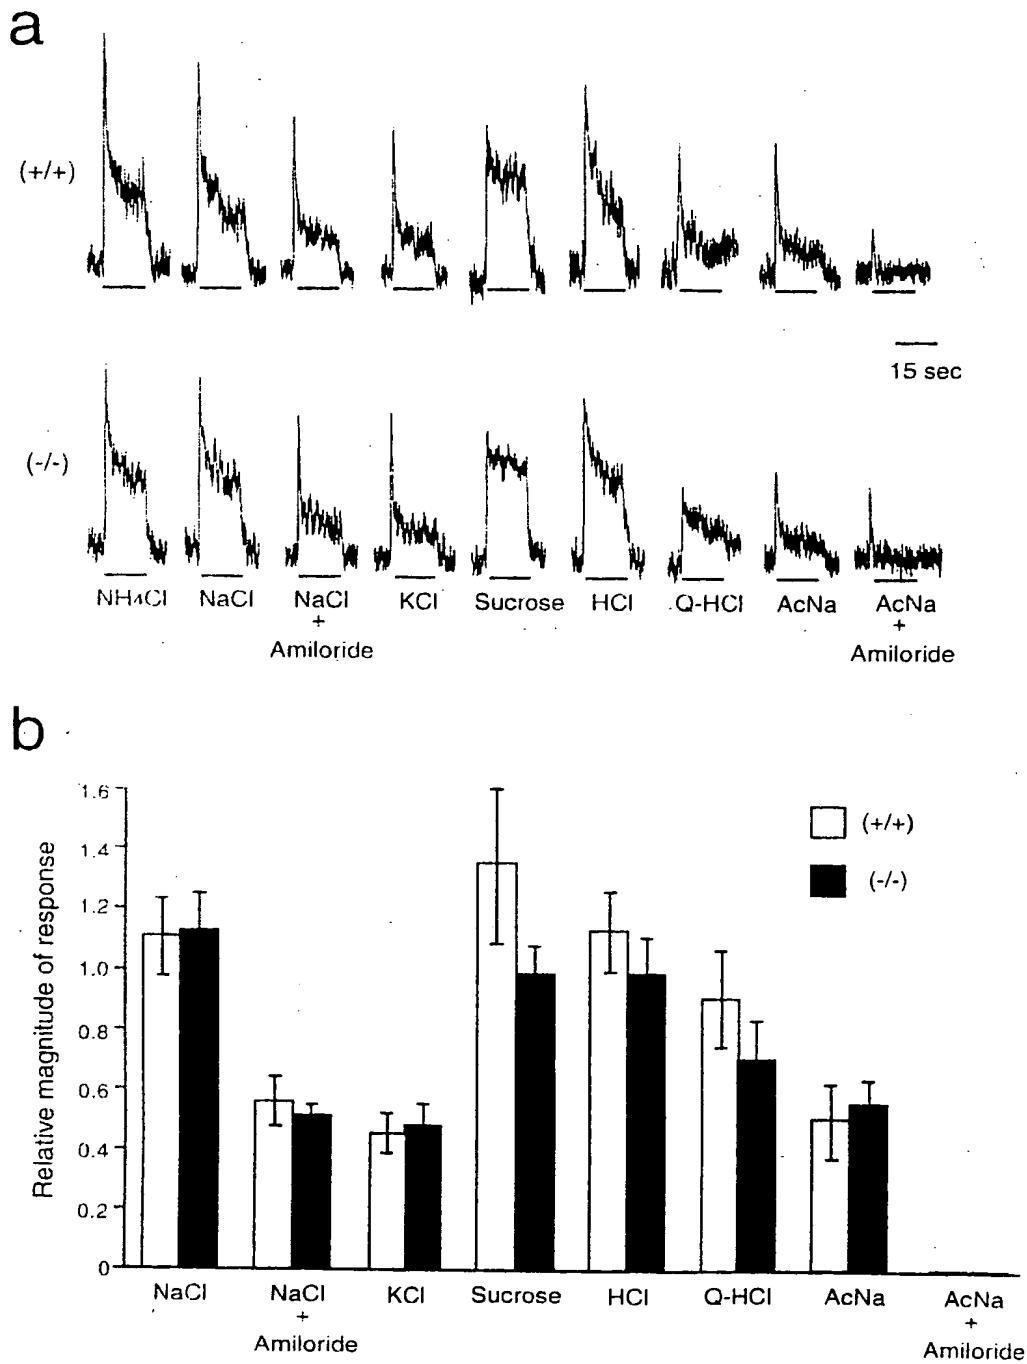 a
(+/+)
15 sec
(-/-)
NH4Cl NaCl NaCl + Amiloride KCl Sucrose HCl Q-HCl AcNa AcNa + Amiloride
b
Relative magnitude of response
1.6
1.4
1.2
1.0
0.8
0.6
0.4
0.2
0
(+/+)
(-/-)
NaCl NaCl + Amiloride KCl Sucrose HCl Q-HCl AcNa AcNa + Amiloride